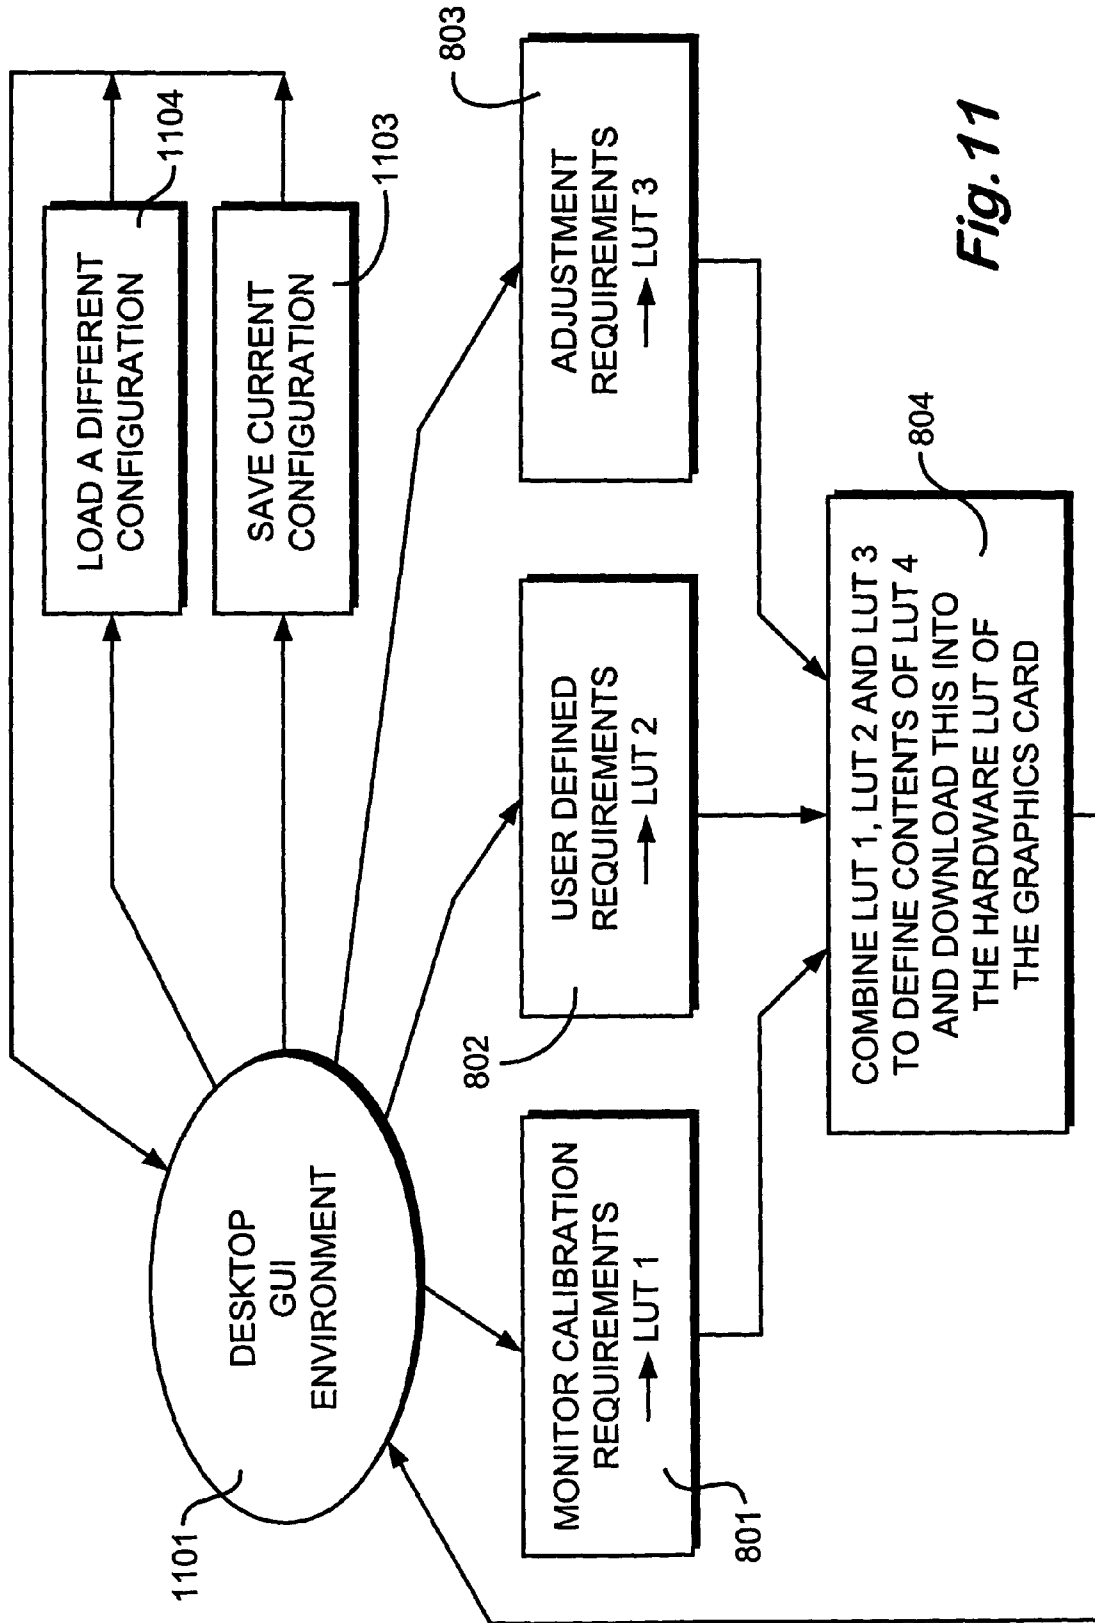 1101
DESKTOP
GUI
ENVIRONMENT
LOAD A DIFFERENT
CONFIGURATION
1104
SAVE CURRENT
CONFIGURATION
1103
MONITOR CALIBRATION
REQUIREMENTS
→ LUT 1
801
USER DEFINED
REQUIREMENTS
→ LUT 2
802
ADJUSTMENT
REQUIREMENTS
→ LUT 3
803
COMBINE LUT 1, LUT 2 AND LUT 3
TO DEFINE CONTENTS OF LUT 4
AND DOWNLOAD THIS INTO
THE HARDWARE LUT OF
THE GRAPHICS CARD
804
Fig. 11